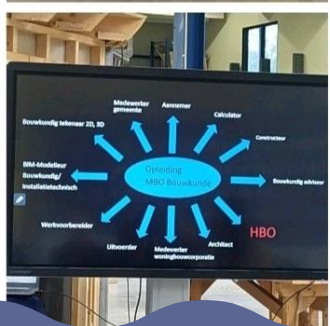 Medewerker
gemeente
Aannemer
Calculator
Bouwkundig tekenaar 2D, 3D
Constructeur
BIM-Modelleur
Bouwkundig/
Installatietechnisch
Opleiding
MBO Bouwkunde
Bouwkundig adviseur
Werkvoorbereider
HBO
Uitvoerder
Medewerker
woningbouwcorporatie
Architect